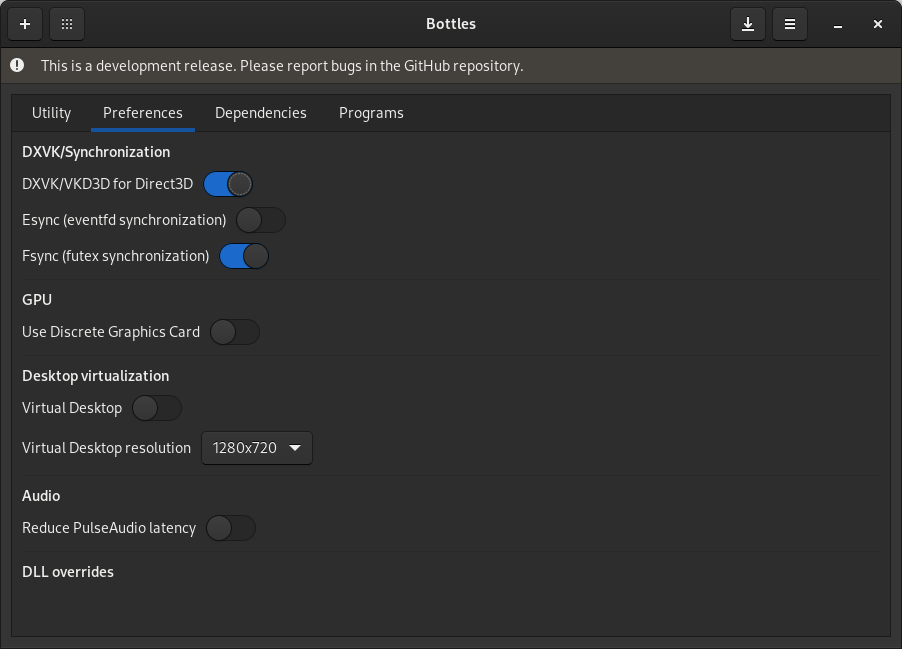 Bottles
This is a development release. Please report bugs in the GitHub repository.
Utility Preferences Dependencies Programs
DXVK/Synchronization
DXVK/VKD3D for Direct3D
Esync (eventfd synchronization)
Fsync (futex synchronization)
GPU
Use Discrete Graphics Card
Desktop virtualization
Virtual Desktop
Virtual Desktop resolution 1280x720
Audio
Reduce PulseAudio latency
DLL overrides